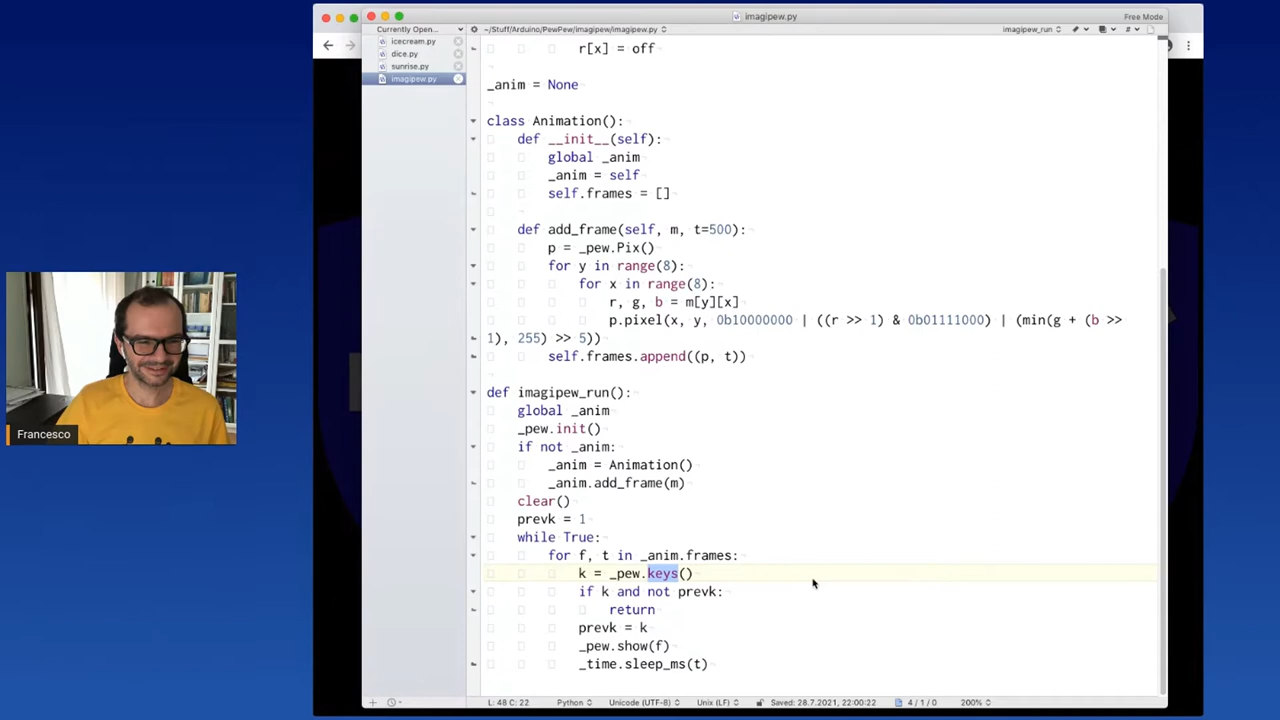 imagipew.py
Free Mode
Currently Open...
~/Stuff/Arduino/PewPew/imagipew/imagipew.py
imagipew_run
icecream.py
dice.py
sunrise.py
imagipew.py
r[x] = off
_anim = None
class Animation():
def __init__(self):
global _anim
_anim = self
self.frames = []
def add_frame(self, m, t=500):
p = _pew.Pix()
for y in range(8):
for x in range(8):
r, g, b = m[y][x]
p.pixel(x, y, 0b10000000 | ((r >> 1) & 0b01111000) | (min(g + (b >>
1), 255) >> 5))
self.frames.append((p, t))
def imagipew_run():
global _anim
_pew.init()
if not _anim:
_anim = Animation()
_anim.add_frame(m)
clear()
prevk = 1
while True:
for f, t in _anim.frames:
k = _pew.keys()
if k and not prevk:
return
prevk = k
_pew.show(f)
_time.sleep_ms(t)
Francesco
L: 48 C: 22
Python
Unicode (UTF-8)
Unix (LF)
Saved: 28.7.2021, 22:00:22
4 / 1 / 0
200%